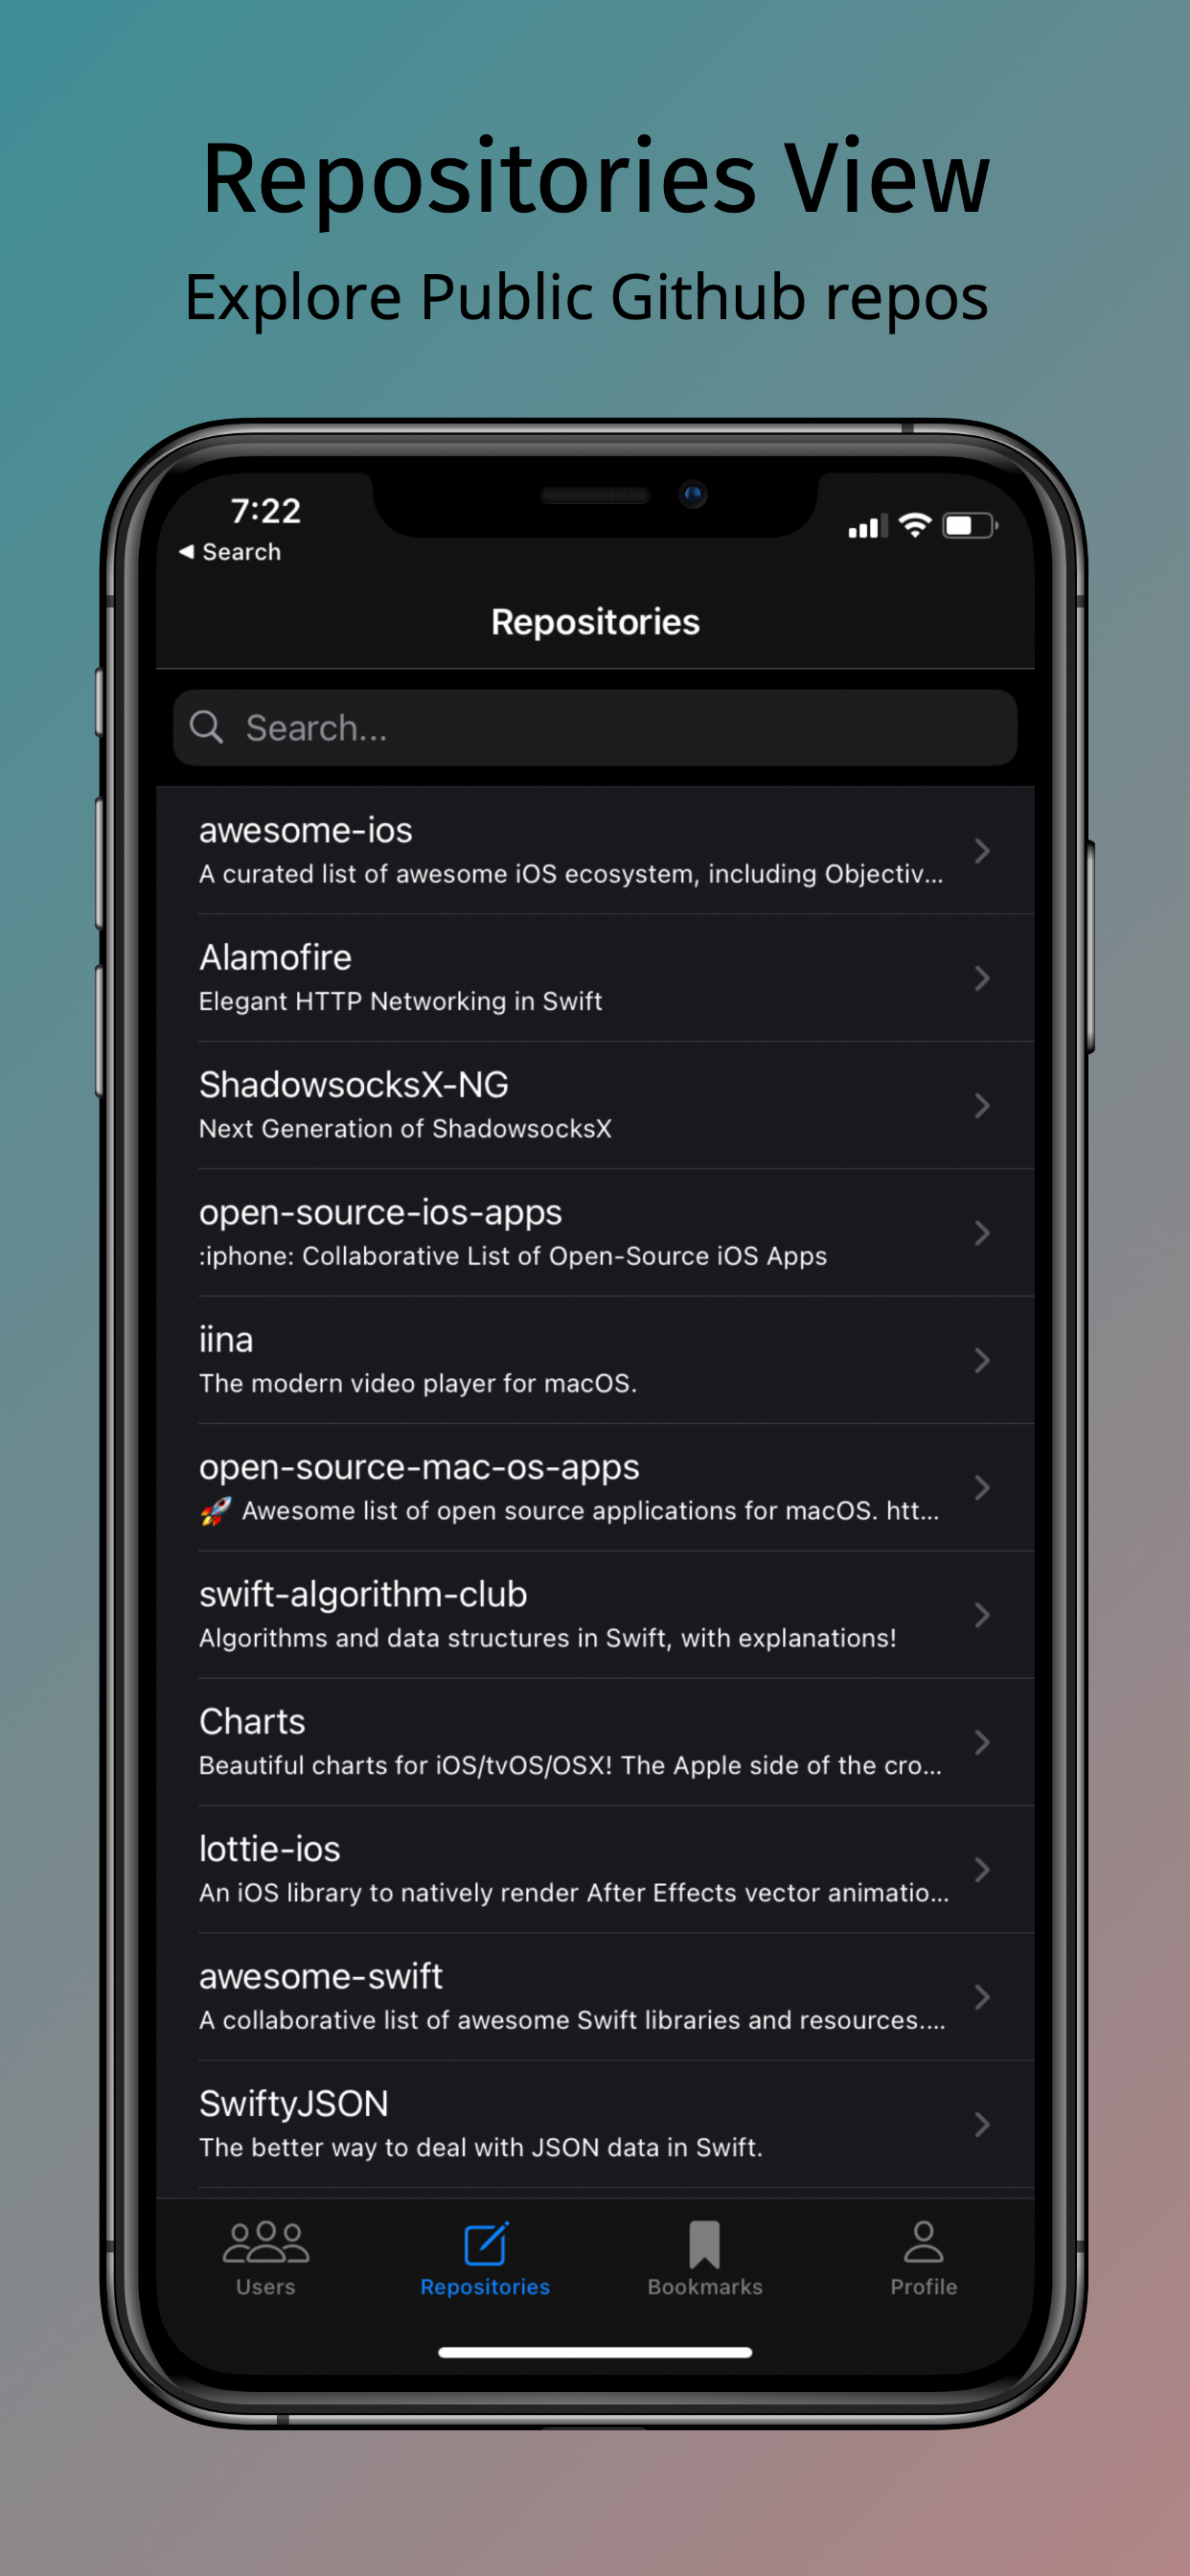 Repositories View
Explore Public Github repos
7:22
◀ Search
Repositories
Search...
awesome-ios
A curated list of awesome iOS ecosystem, including Objectiv...
Alamofire
Elegant HTTP Networking in Swift
ShadowsocksX-NG
Next Generation of ShadowsocksX
open-source-ios-apps
:iphone: Collaborative List of Open-Source iOS Apps
iina
The modern video player for macOS.
open-source-mac-os-apps
🚀 Awesome list of open source applications for macOS. htt...
swift-algorithm-club
Algorithms and data structures in Swift, with explanations!
Charts
Beautiful charts for iOS/tvOS/OSX! The Apple side of the cro...
lottie-ios
An iOS library to natively render After Effects vector animatio...
awesome-swift
A collaborative list of awesome Swift libraries and resources....
SwiftyJSON
The better way to deal with JSON data in Swift.
Users Repositories Bookmarks Profile